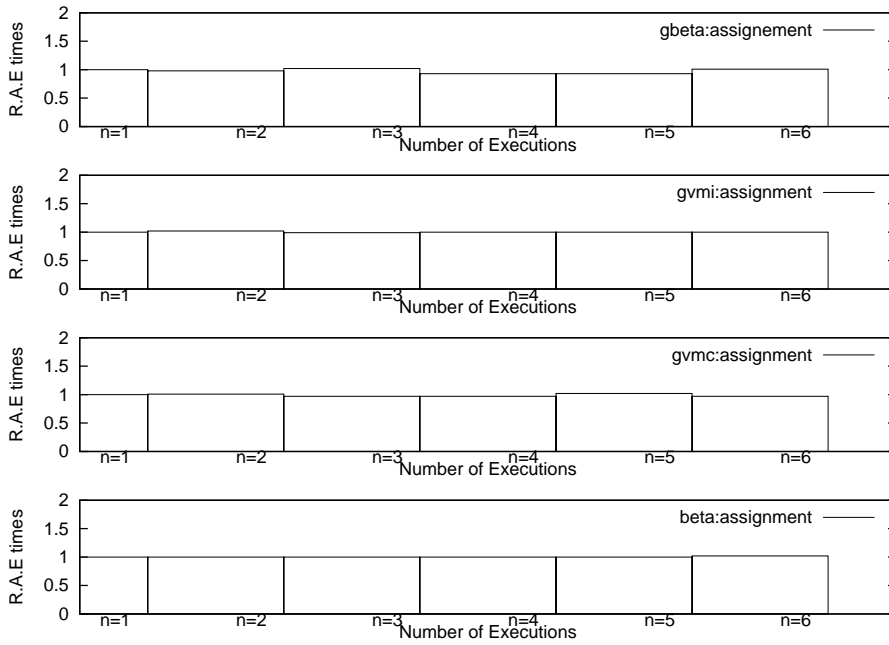 2
gbeta:assignement
1.5
1
0.5
0
R.A.E times
n=1 n=2 n=3 n=4 n=5 n=6
Number of Executions
2
gvmi:assignment
1.5
1
0.5
0
R.A.E times
n=1 n=2 n=3 n=4 n=5 n=6
Number of Executions
2
gvmc:assignment
1.5
1
0.5
0
R.A.E times
n=1 n=2 n=3 n=4 n=5 n=6
Number of Executions
2
beta:assignment
1.5
1
0.5
0
R.A.E times
n=1 n=2 n=3 n=4 n=5 n=6
Number of Executions